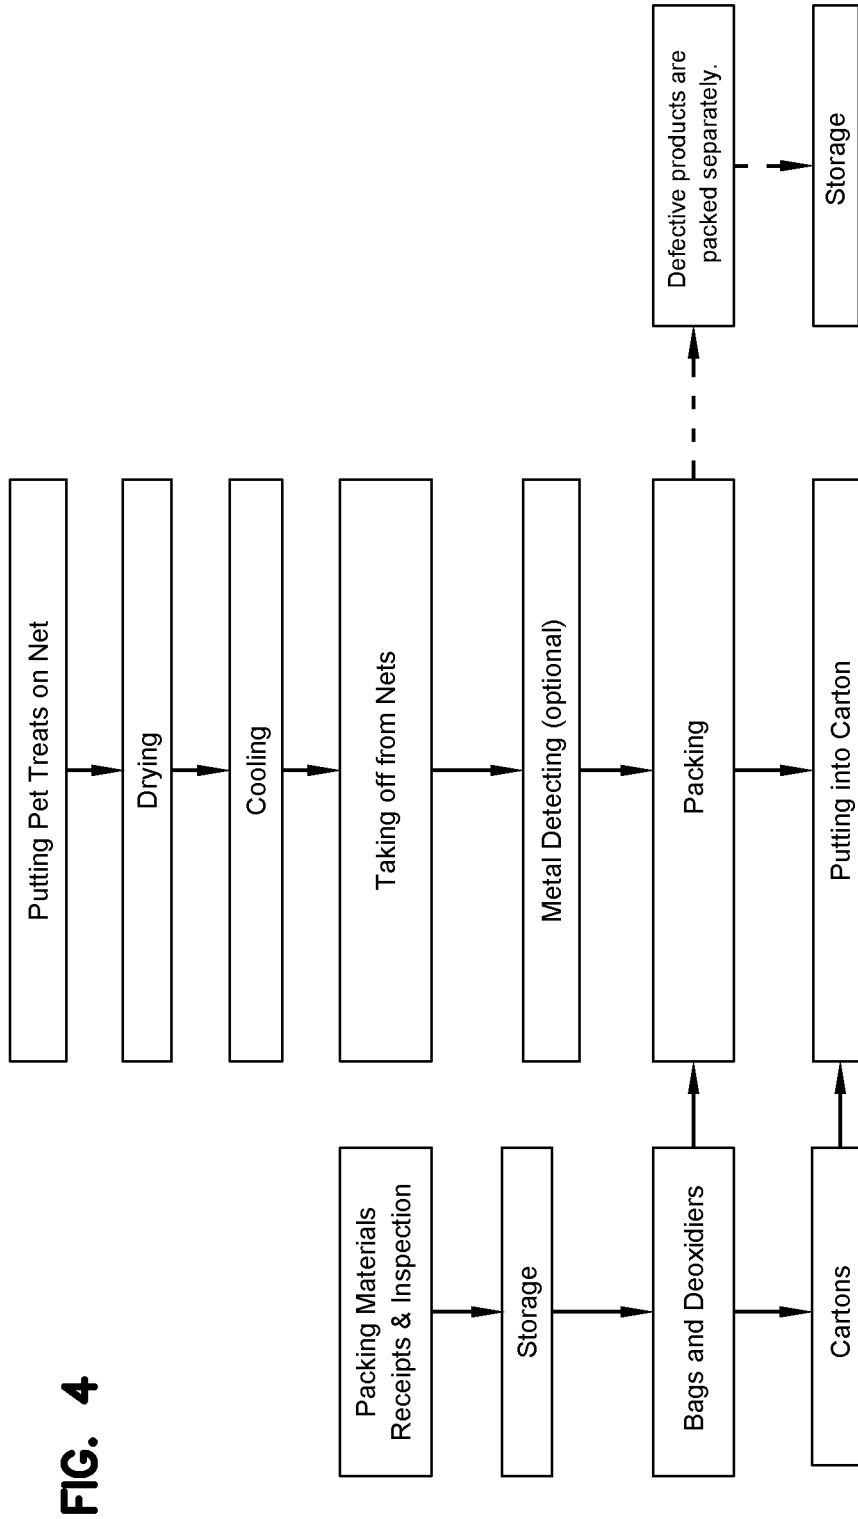 FIG. 4
Putting Pet Treats on Net
Drying
Cooling
Packing Materials
Receipts & Inspection
Taking off from Nets
Storage
Metal Detecting (optional)
Bags and Deoxidiers
Packing
Defective products are
packed separately.
Cartons
Putting into Carton
Storage